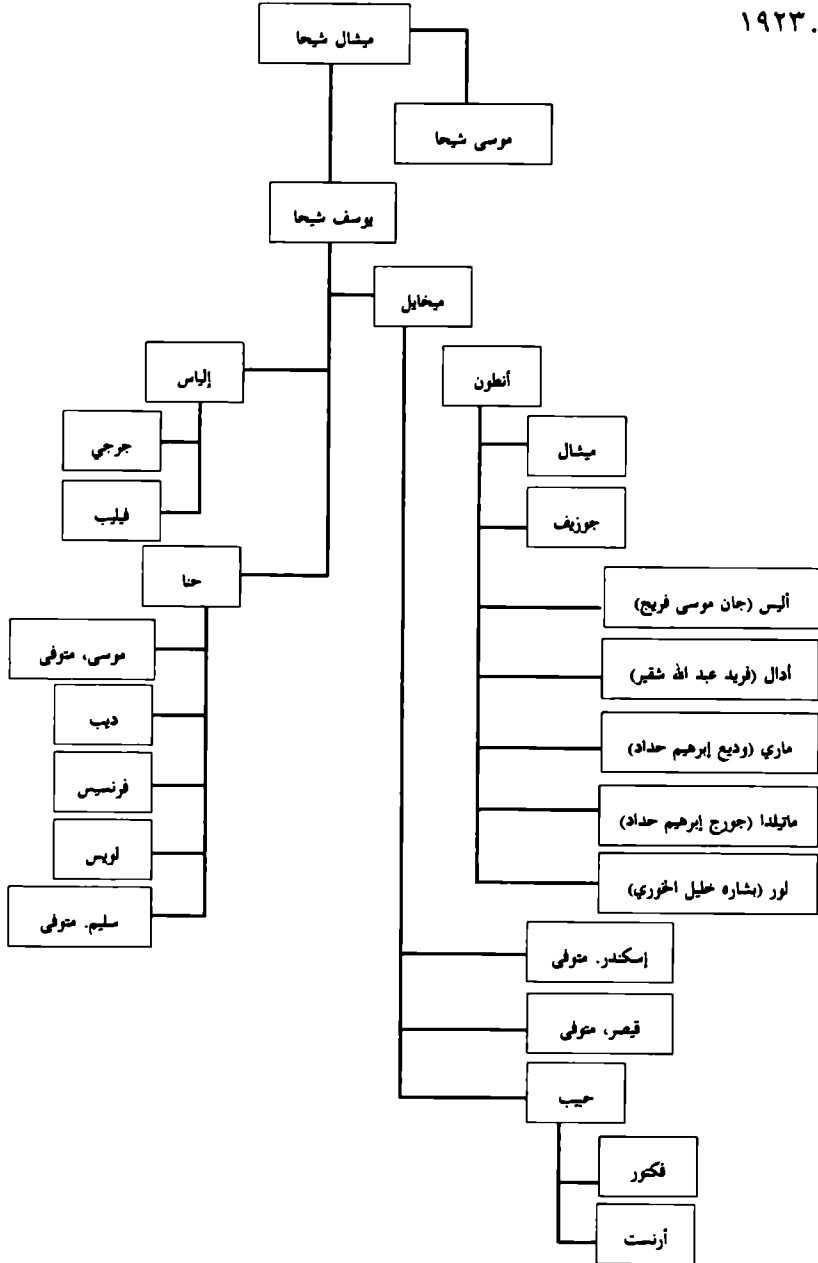 ١٩٢٣.
ميشال شيحا
موسى شيحا
يوسف شيحا
ميخايل
إلياس
جرجي
فيليب
حنا
موسى، متوفى
ديب
فرنسيس
لويس
سليم. متوفى
أنطون
ميشال
جوزيف
أليس (جان موسى فريج)
أدال (فريد عبد الله شقير)
ماري (وديع إبرهيم حداد)
ماتيلدا (جورج إبرهيم حداد)
لور (بشاره خليل الخوري)
إسكندر. متوفى
قيصر، متوفى
حبيب
فكتور
أرنست